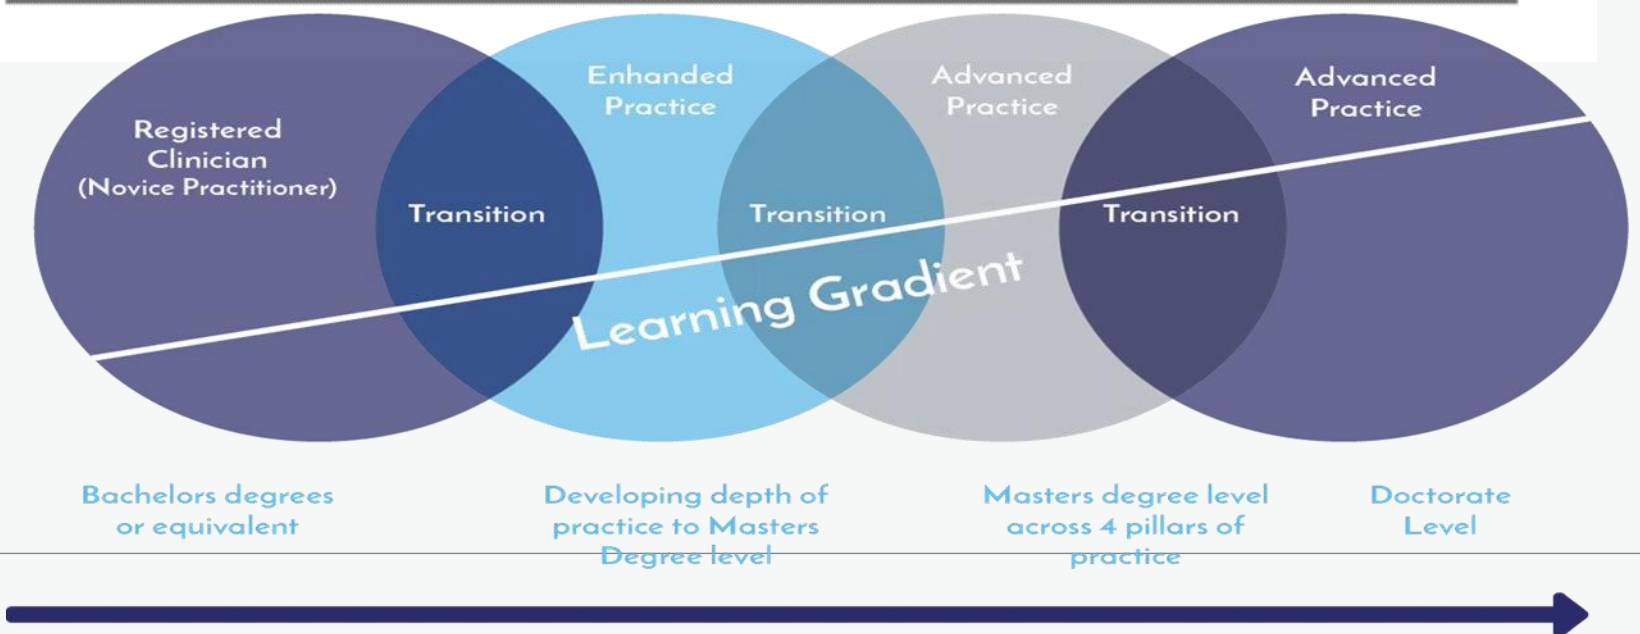 Registered
Clinician
(Novice Practitioner)
Transition
Enhanded
Practice
Transition
Advanced
Practice
Transition
Advanced
Practice
Learning Gradient
Bachelors degrees
or equivalent
Developing depth of
practice to Masters
Degree level
Masters degree level
across 4 pillars of
practice
Doctorate
Level